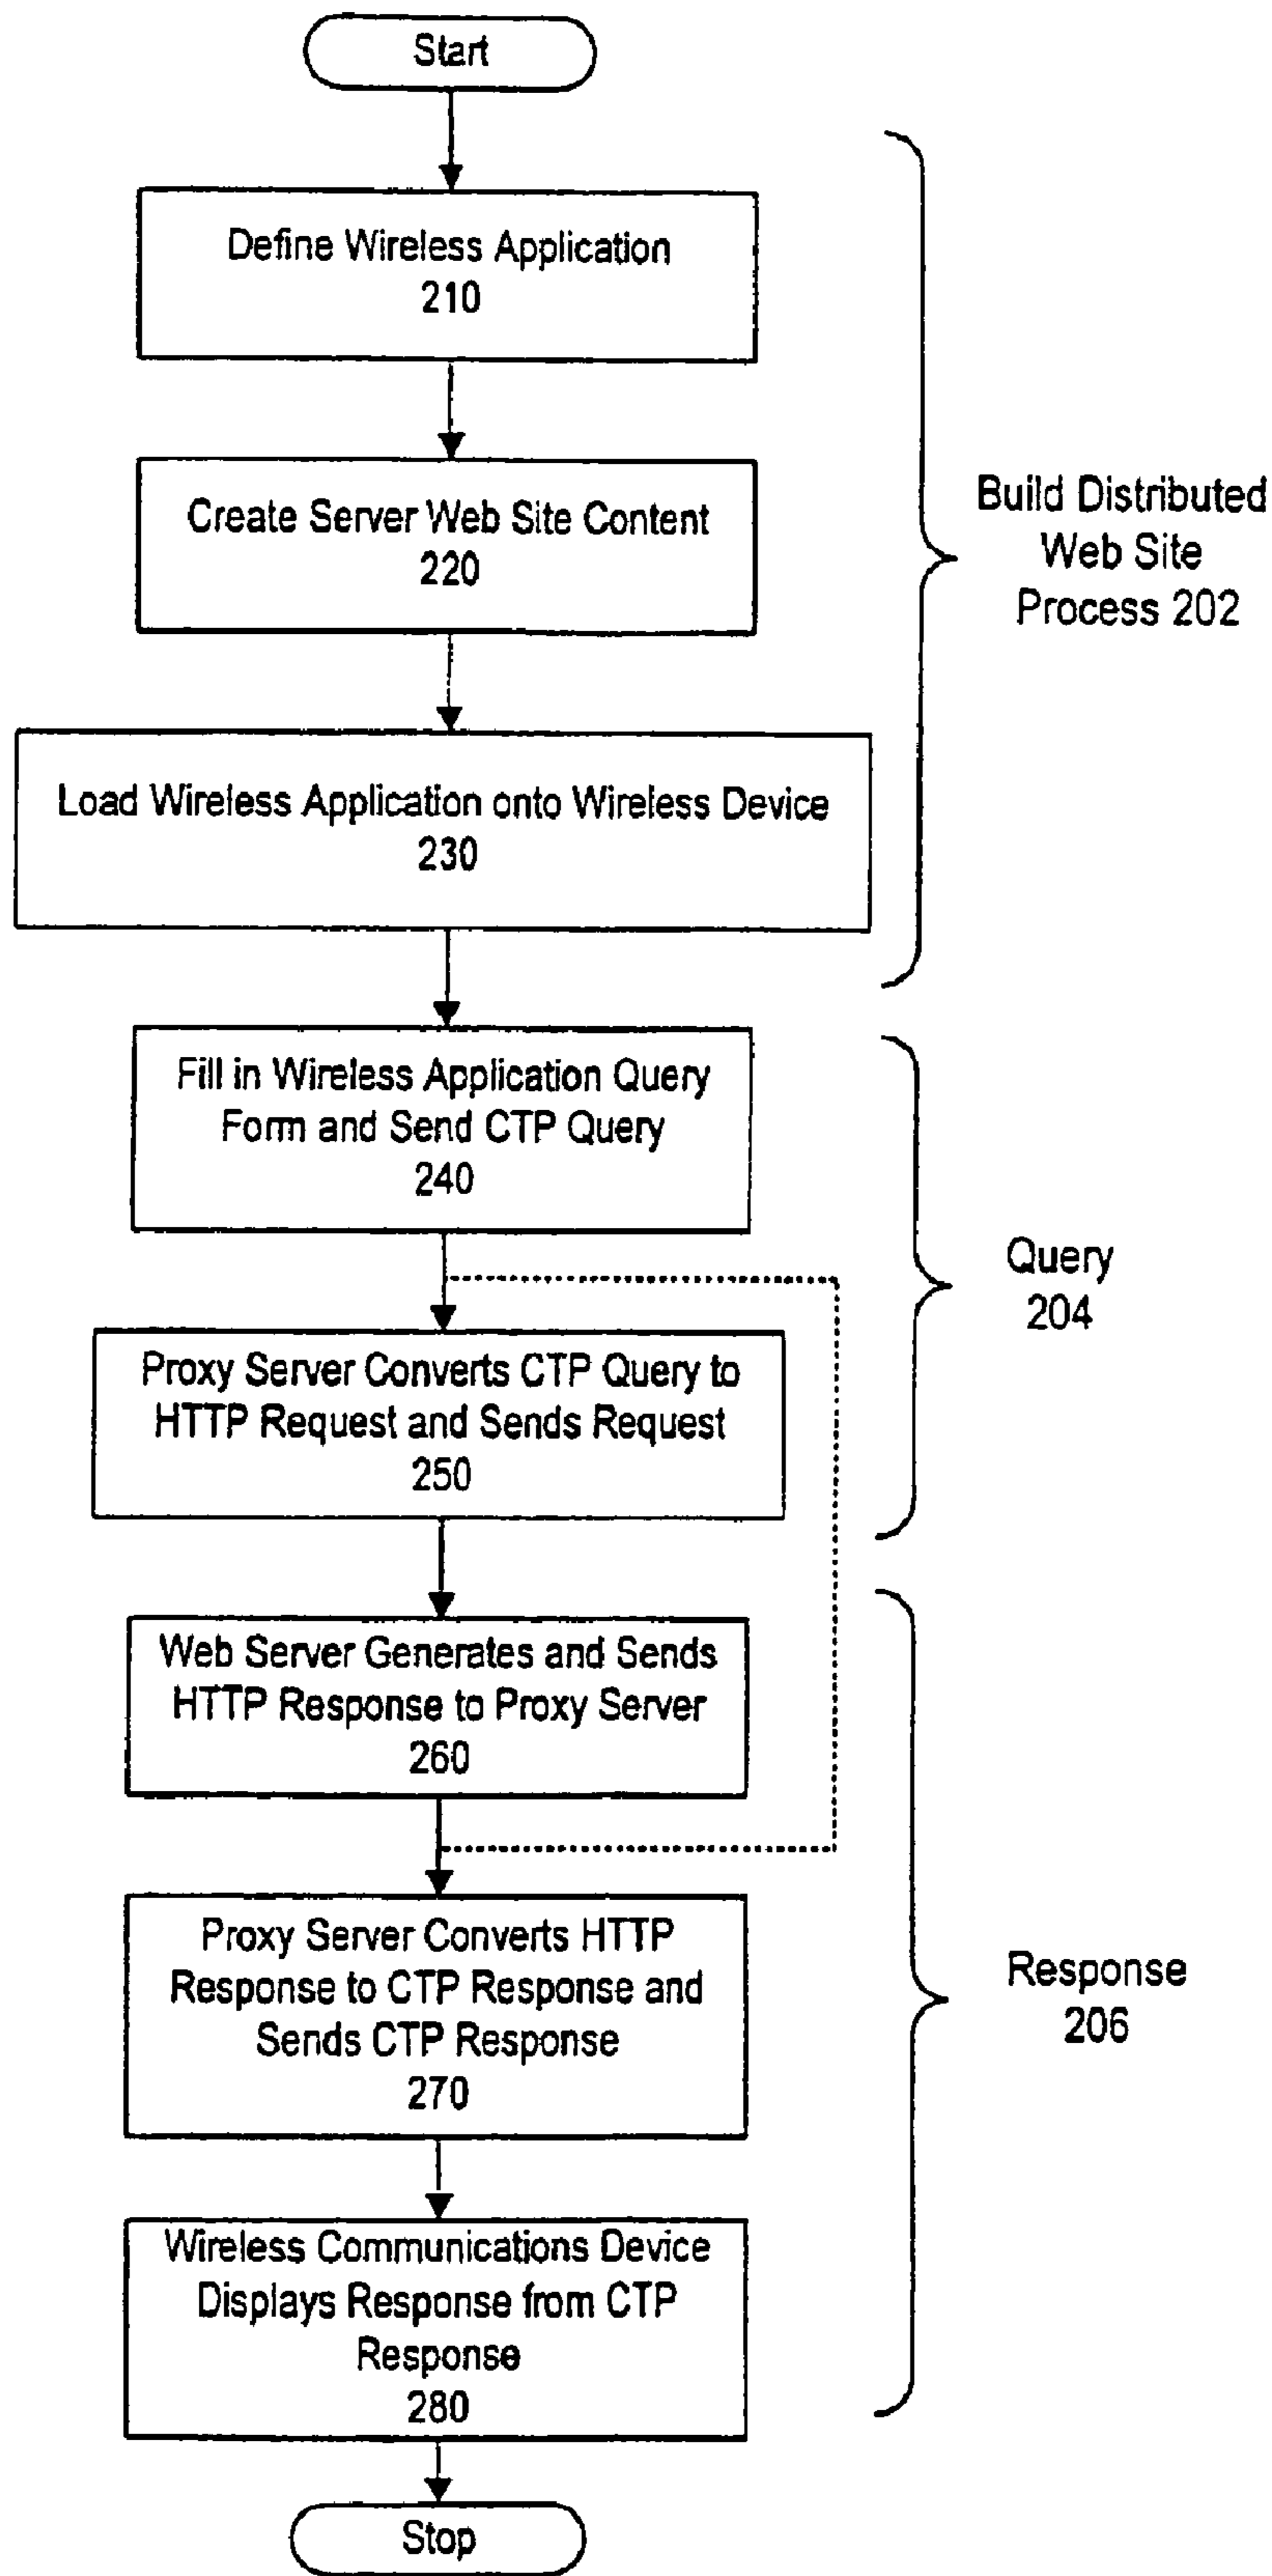 Start
Define Wireless Application
210
Create Server Web Site Content
220
Load Wireless Application onto Wireless Device
230
Build Distributed
Web Site
Process 202
Fill in Wireless Application Query
Form and Send CTP Query
240
Proxy Server Converts CTP Query to
HTTP Request and Sends Request
250
Query
204
Web Server Generates and Sends
HTTP Response to Proxy Server
260
Proxy Server Converts HTTP
Response to CTP Response and
Sends CTP Response
270
Wireless Communications Device
Displays Response from CTP
Response
280
Response
206
Stop